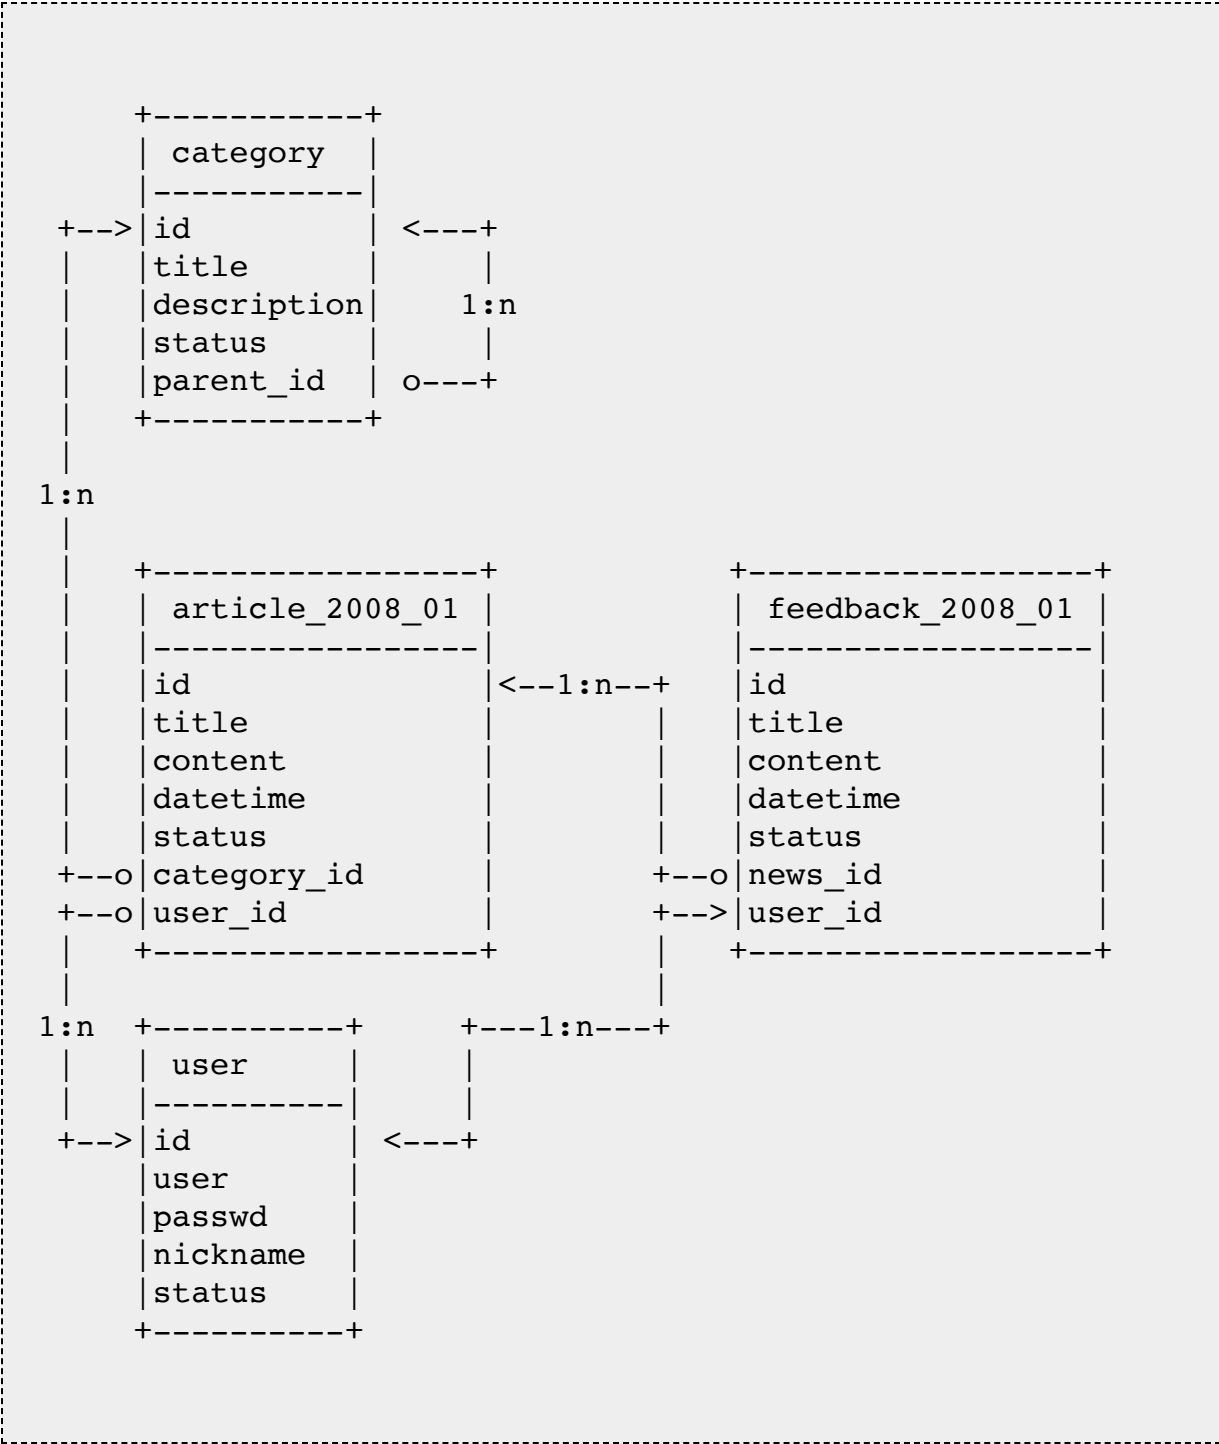 +-----------+
    | category  |
    |-----------|
+-->|id         | <---+
|   |title      |     |
|   |description|    1:n
|   |status     |     |
|   |parent_id  | o---+
|   +-----------+
|
1:n
|
|   +-----------------+            +------------------+
|   | article_2008_01 |            | feedback_2008_01 |
|   |-----------------|            |------------------|
|   |id               |<--1:n--+   |id                |
|   |title            |        |   |title             |
|   |content          |        |   |content           |
|   |datetime         |        |   |datetime          |
|   |status           |        |   |status            |
+--o|category_id      |        +--o|news_id           |
+--o|user_id          |        +-->|user_id           |
|   +-----------------+        |   +------------------+
|                              |
1:n +----------+     +---1:n---+
|   | user     |     |
|   |----------|     |
+-->|id        | <---+
    |user      |
    |passwd    |
    |nickname  |
    |status    |
    +----------+